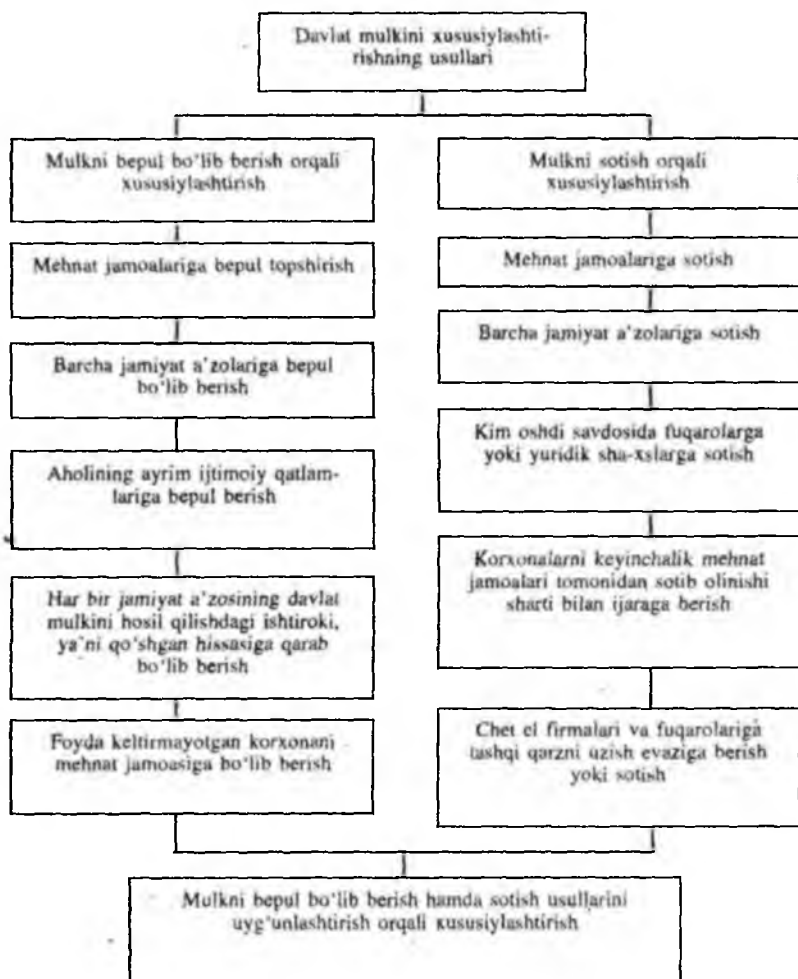 Davlat mulkini xususiylashti-
rishning usullari
Mulkni bepul bo'lib berish orqali
xususiylashtirish
Mehnat jamoalariga bepul topshirish
Barcha jamiyat a'zolariga bepul
bo'lib berish
Aholining ayrim ijtimoiy qatlam-
lariga bepul berish
Har bir jamiyat a'zosining davlat
mulkini hosil qilishdagi ishtiroki,
ya'ni qo'shgan hissasiga qarab
bo'lib berish
Foyda keltirmayotgan korxonani
mehnat jamoasiga bo'lib berish
Mulkni sotish orqali
xususiylashtirish
Mehnat jamoalariga sotish
Barcha jamiyat a'zolariga sotish
Kim oshdi savdosida fuqarolarga
yoki yuridik sha-xslarga sotish
Korxonalarni keyinchalik mehnat
jamoalari tomonidan sotib olinishi
sharti bilan ijaraga berish
Chet el firmalari va fuqarolariga
tashqi qarzni uzish evaziga berish
yoki sotish
Mulkni bepul bo'lib berish hamda sotish usullarini
uyg'unlashtirish orqali xususiylashtirish